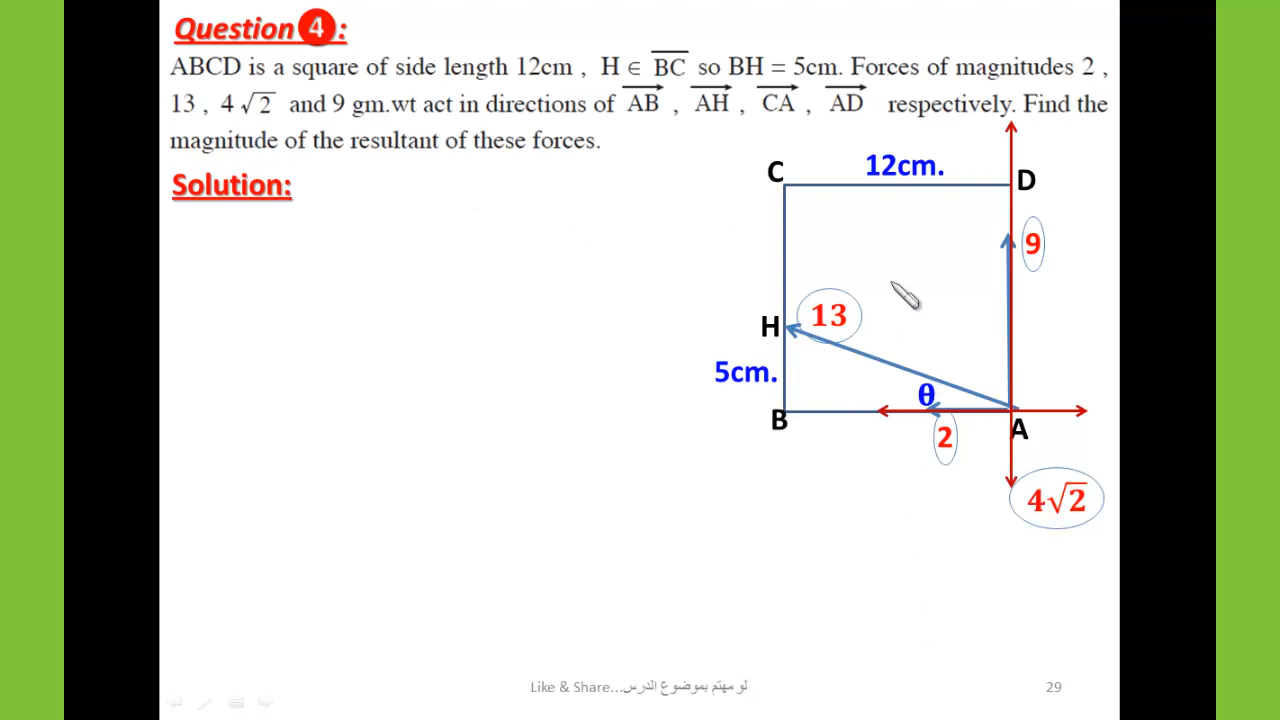 Question 4 :
ABCD is a square of side length 12cm , H ∈ BC so BH = 5cm. Forces of magnitudes 2 ,
13 , 4 √2 and 9 gm.wt act in directions of AB , AH , CA , AD respectively. Find the
magnitude of the resultant of these forces.
Solution:
C
12cm.
D
9
13
H
5cm.
θ
B
2
A
4√2
Like & Share...لو مهتم بموضوع الدرس
29